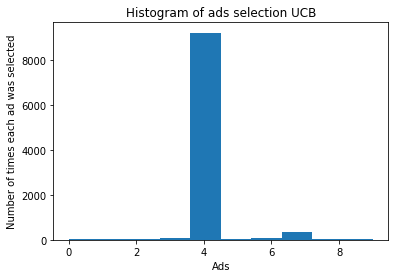 Histogram of ads selection UCB
Number of times each ad was selected
8000
6000
4000
2000
0
0 2 4 6 8
Ads